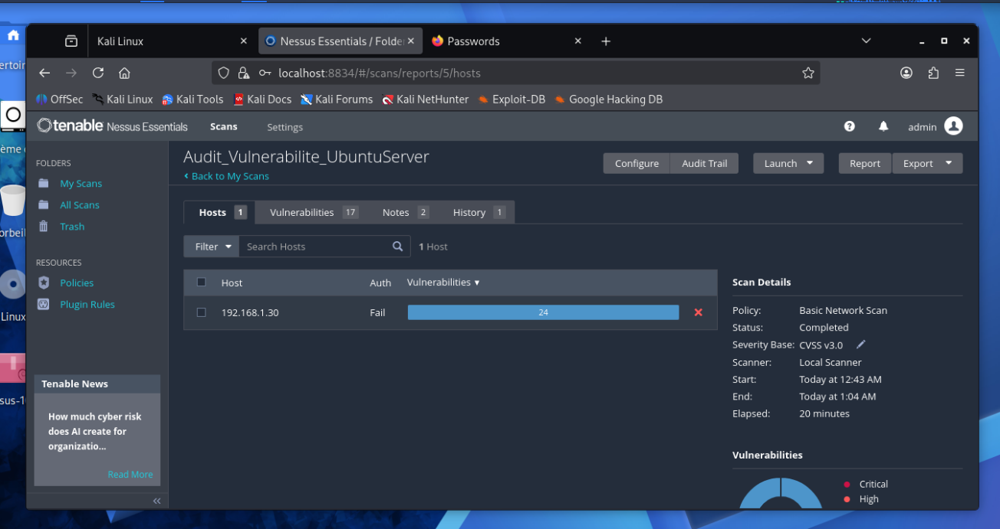 Kali Linux
Nessus Essentials / Folde
Passwords
localhost:8834/#/scans/reports/5/hosts
OffSec Kali Linux Kali Tools Kali Docs Kali Forums Kali NetHunter Exploit-DB Google Hacking DB
tenable Nessus Essentials Scans Settings admin
FOLDERS
My Scans
All Scans
Trash
RESOURCES
Policies
Plugin Rules
Tenable News
How much cyber risk
does AI create for
organizatio...
Read More
Audit_Vulnerabilite_UbuntuServer
Back to My Scans
Configure Audit Trail Launch Report Export
Hosts 1 Vulnerabilities 17 Notes 2 History 1
Filter Search Hosts 1 Host
Host Auth Vulnerabilities
192.168.1.30 Fail 24
Scan Details
Policy: Basic Network Scan
Status: Completed
Severity Base: CVSS v3.0
Scanner: Local Scanner
Start: Today at 12:43 AM
End: Today at 1:04 AM
Elapsed: 20 minutes
Vulnerabilities
Critical
High
ertoir
ème
orbeil
Linux
sus-1